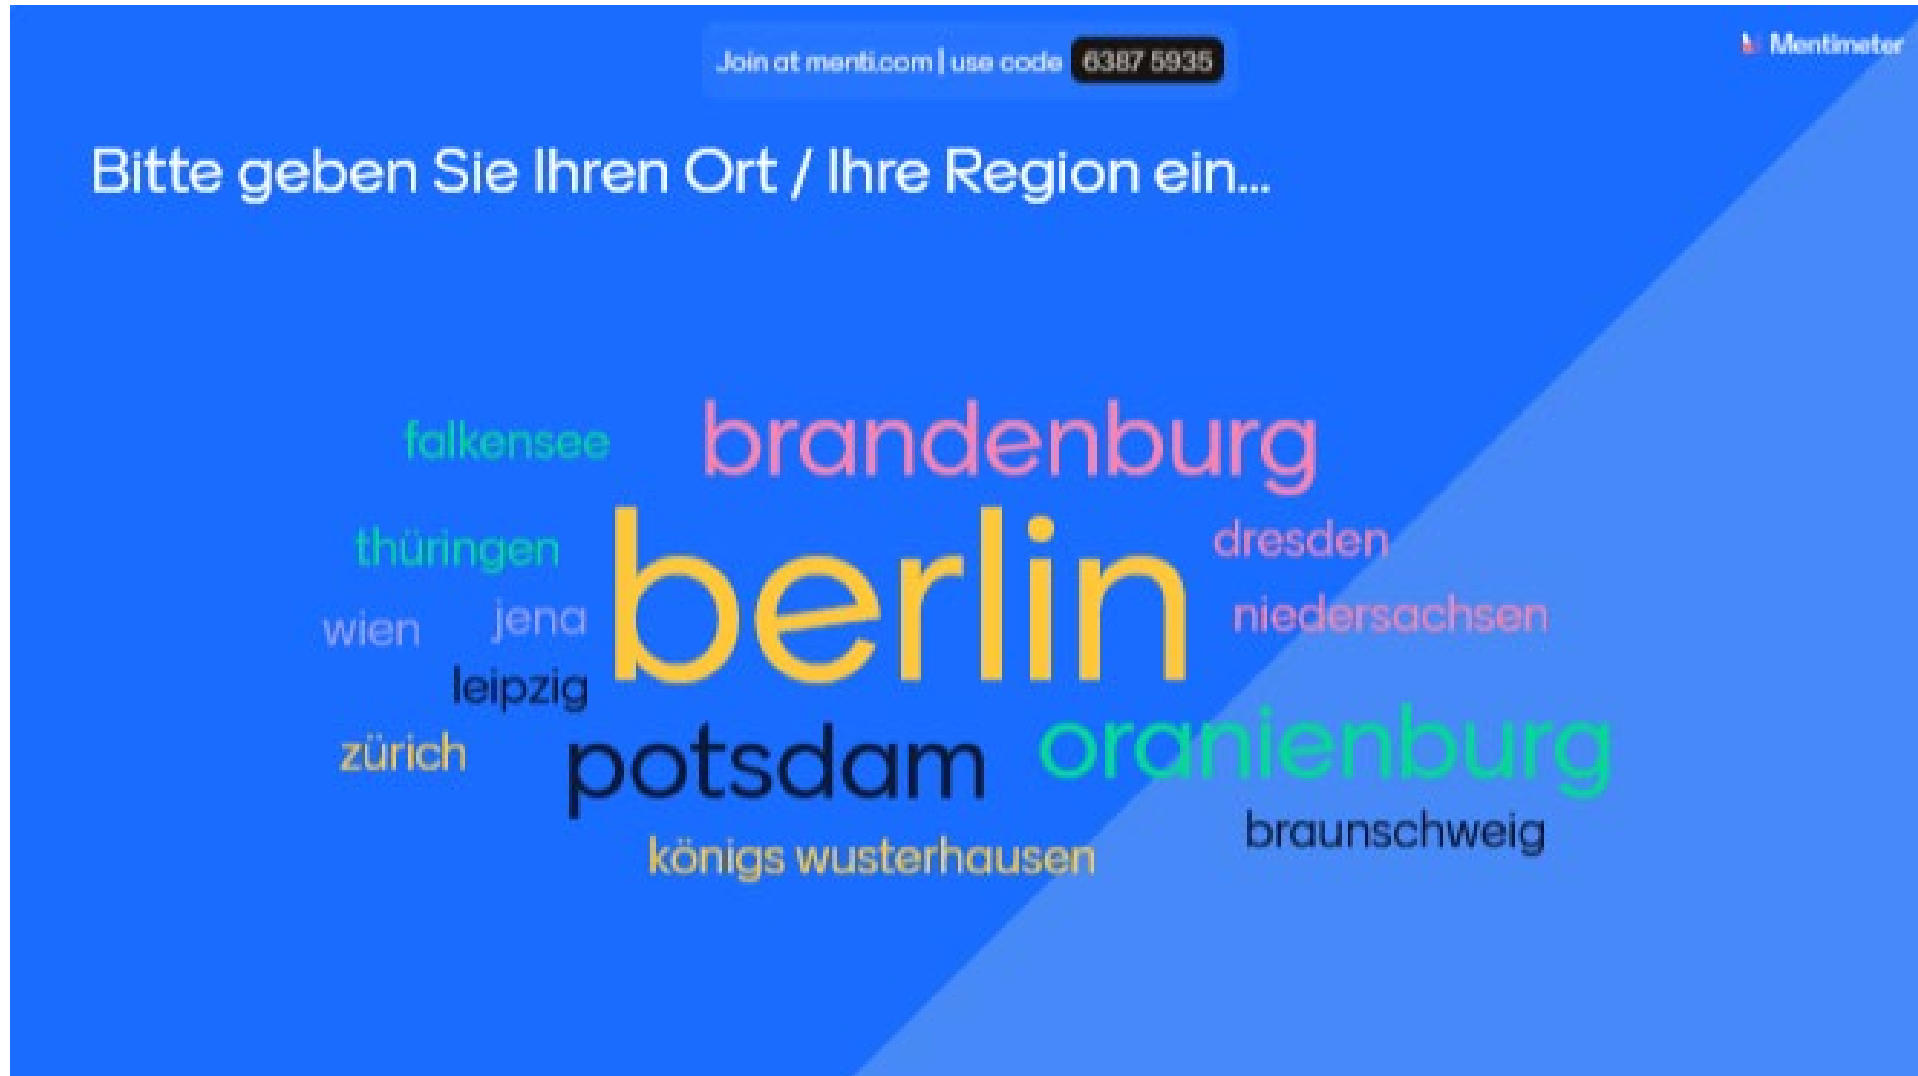 Join at menti.com | use code 6387 5935
Mentimeter
Bitte geben Sie Ihren Ort / Ihre Region ein...
falkensee
brandenburg
thüringen
berlin
dresden
wien
jena
niedersachsen
leipzig
zürich
potsdam
oranienburg
königs wusterhausen
braunschweig